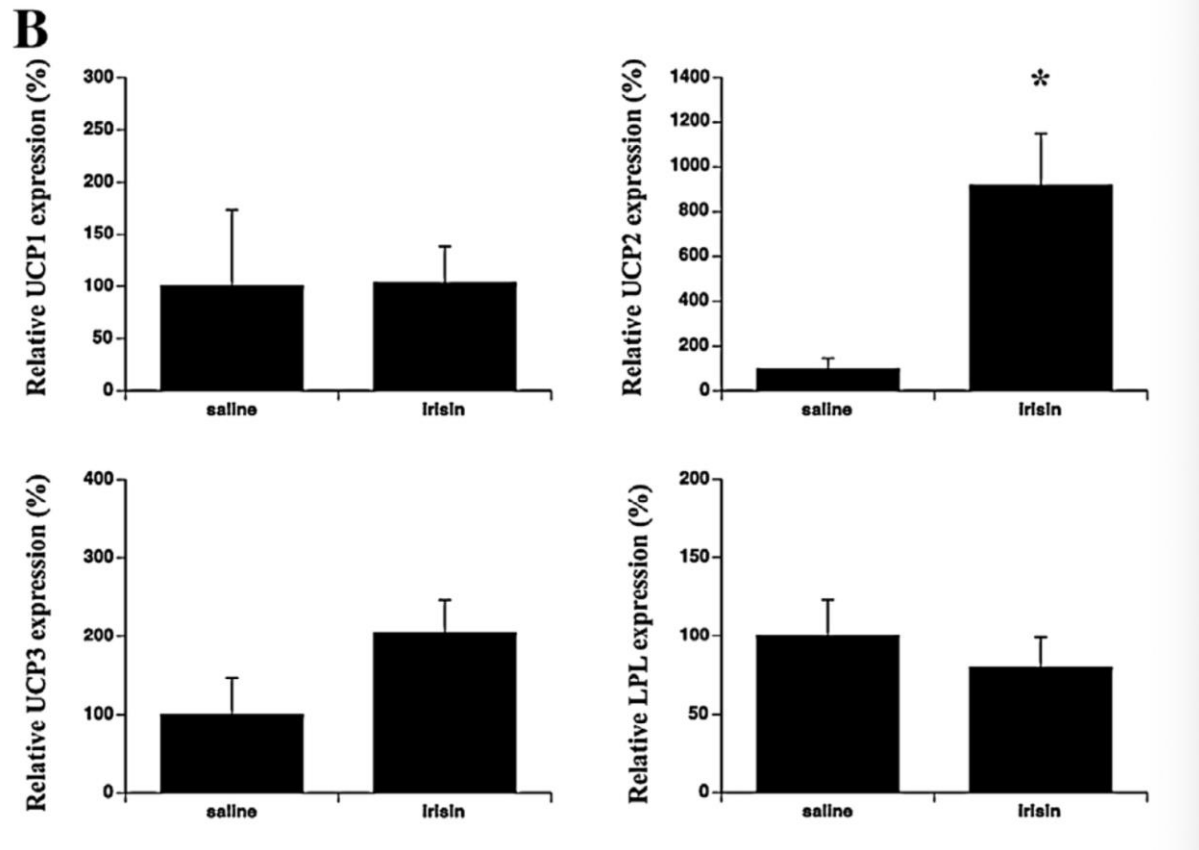 B
Relative UCP1 expression (%)
300
250
200
150
100
50
0
saline
irisin
Relative UCP2 expression (%)
1400
1200
1000
800
600
400
200
0
*
saline
irisin
Relative UCP3 expression (%)
400
300
200
100
0
saline
irisin
Relative LPL expression (%)
200
150
100
50
0
saline
irisin